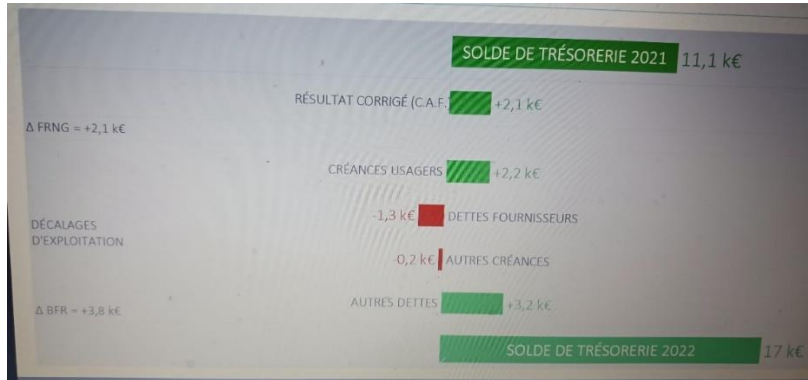 SOLDE DE TRÉSORERIE 2021 11,1 k€
RÉSULTAT CORRIGÉ (C.A.F. +2,1 k€
Δ FRNG = +2,1 k€
CRÉANCES USAGERS +2,2 k€
-1,3 k€ DETTES FOURNISSEURS
DÉCALAGES
D'EXPLOITATION
-0,2 k€ AUTRES CRÉANCES
AUTRES DETTES +3,2 k€
Δ BFR = +3,8 k€
SOLDE DE TRÉSORERIE 2022 17 k€